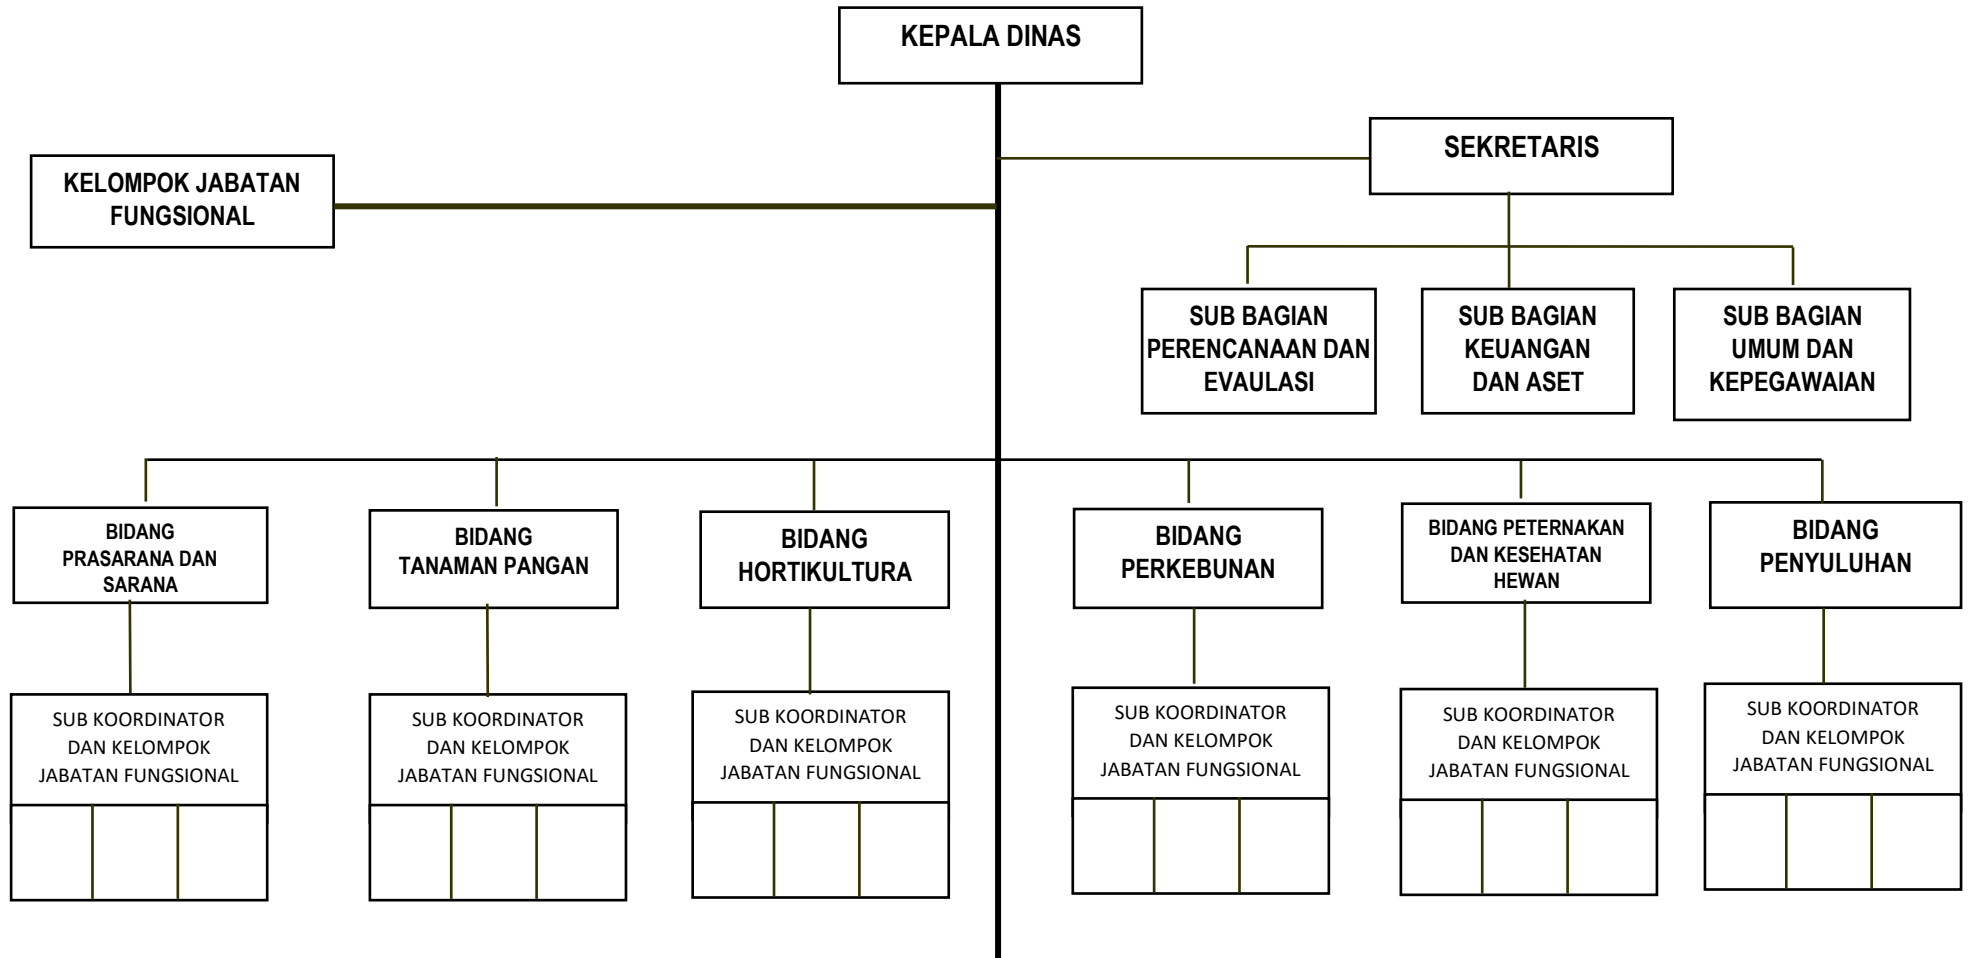 KEPALA DINAS
SEKRETARIS
KELOMPOK JABATAN
FUNGSIONAL
SUB BAGIAN
PERENCANAAN DAN
EVAULASI
SUB BAGIAN
KEUANGAN
DAN ASET
SUB BAGIAN
UMUM DAN
KEPEGAWAIAN
BIDANG
PRASARANA DAN
SARANA
BIDANG
TANAMAN PANGAN
BIDANG
HORTIKULTURA
BIDANG
PERKEBUNAN
BIDANG PETERNAKAN
DAN KESEHATAN
HEWAN
BIDANG
PENYULUHAN
SUB KOORDINATOR
DAN KELOMPOK
JABATAN FUNGSIONAL
SUB KOORDINATOR
DAN KELOMPOK
JABATAN FUNGSIONAL
SUB KOORDINATOR
DAN KELOMPOK
JABATAN FUNGSIONAL
SUB KOORDINATOR
DAN KELOMPOK
JABATAN FUNGSIONAL
SUB KOORDINATOR
DAN KELOMPOK
JABATAN FUNGSIONAL
SUB KOORDINATOR
DAN KELOMPOK
JABATAN FUNGSIONAL